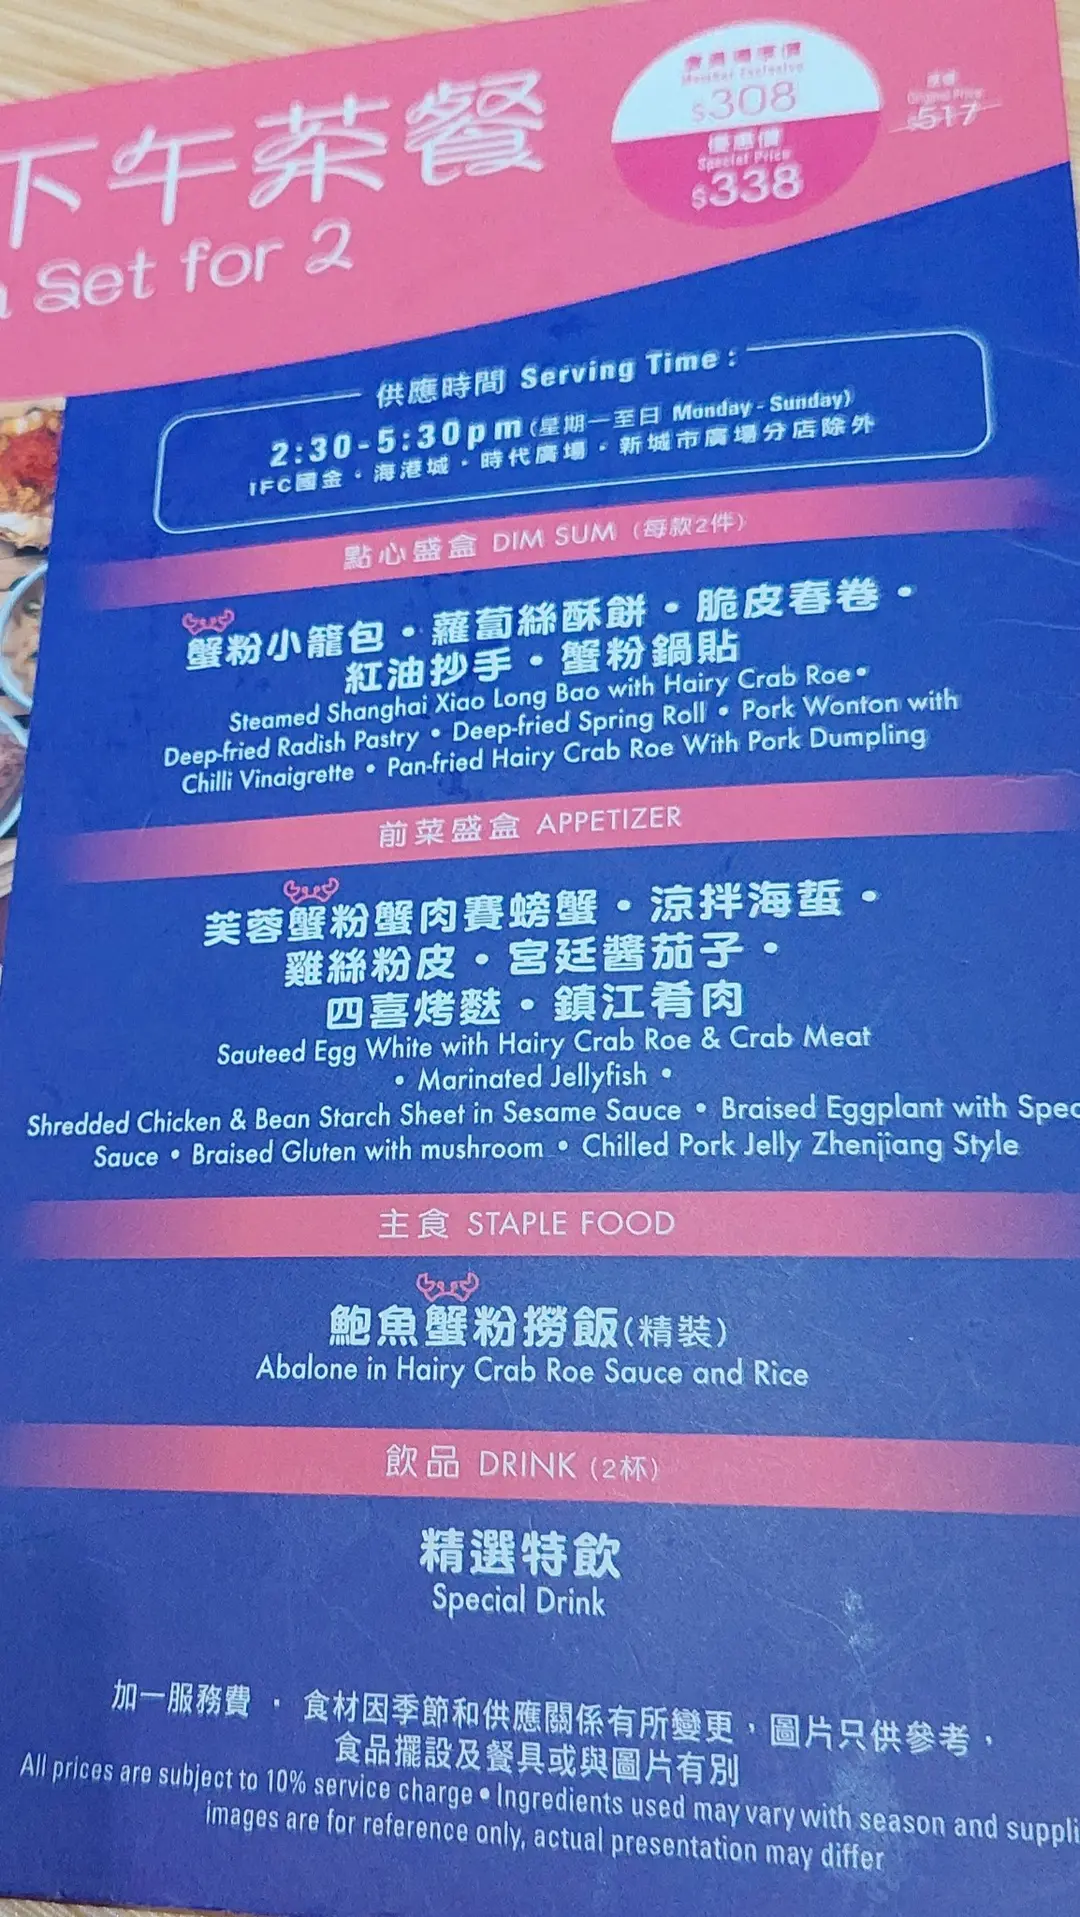 下午茶餐
Set for 2
會員獨享價
Member Exclusive
$308
優惠價
Special Price
$338
原價
Original Price
$517
供應時間 Serving Time :
2:30-5:30pm (星期一至日 Monday - Sunday)
IFC國金・海港城・時代廣場・新城市廣場分店除外
點心盛盒 DIM SUM (每款2件)
蟹粉小籠包・蘿蔔絲酥餅・脆皮春卷・
紅油抄手・蟹粉鍋貼
Steamed Shanghai Xiao Long Bao with Hairy Crab Roe •
Deep-fried Radish Pastry • Deep-fried Spring Roll • Pork Wonton with
Chilli Vinaigrette • Pan-fried Hairy Crab Roe With Pork Dumpling
前菜盛盒 APPETIZER
芙蓉蟹粉蟹肉賽螃蟹・涼拌海蜇・
雞絲粉皮・宮廷醬茄子・
四喜烤麩・鎮江肴肉
Sauteed Egg White with Hairy Crab Roe & Crab Meat
• Marinated Jellyfish •
Shredded Chicken & Bean Starch Sheet in Sesame Sauce • Braised Eggplant with Spec
Sauce • Braised Gluten with mushroom • Chilled Pork Jelly Zhenjiang Style
主食 STAPLE FOOD
鮑魚蟹粉撈飯(精裝)
Abalone in Hairy Crab Roe Sauce and Rice
飲品 DRINK (2杯)
精選特飲
Special Drink
加一服務費 ・ 食材因季節和供應關係有所變更，圖片只供參考，
食品擺設及餐具或與圖片有別
All prices are subject to 10% service charge • Ingredients used may vary with season and suppli
images are for reference only, actual presentation may differ